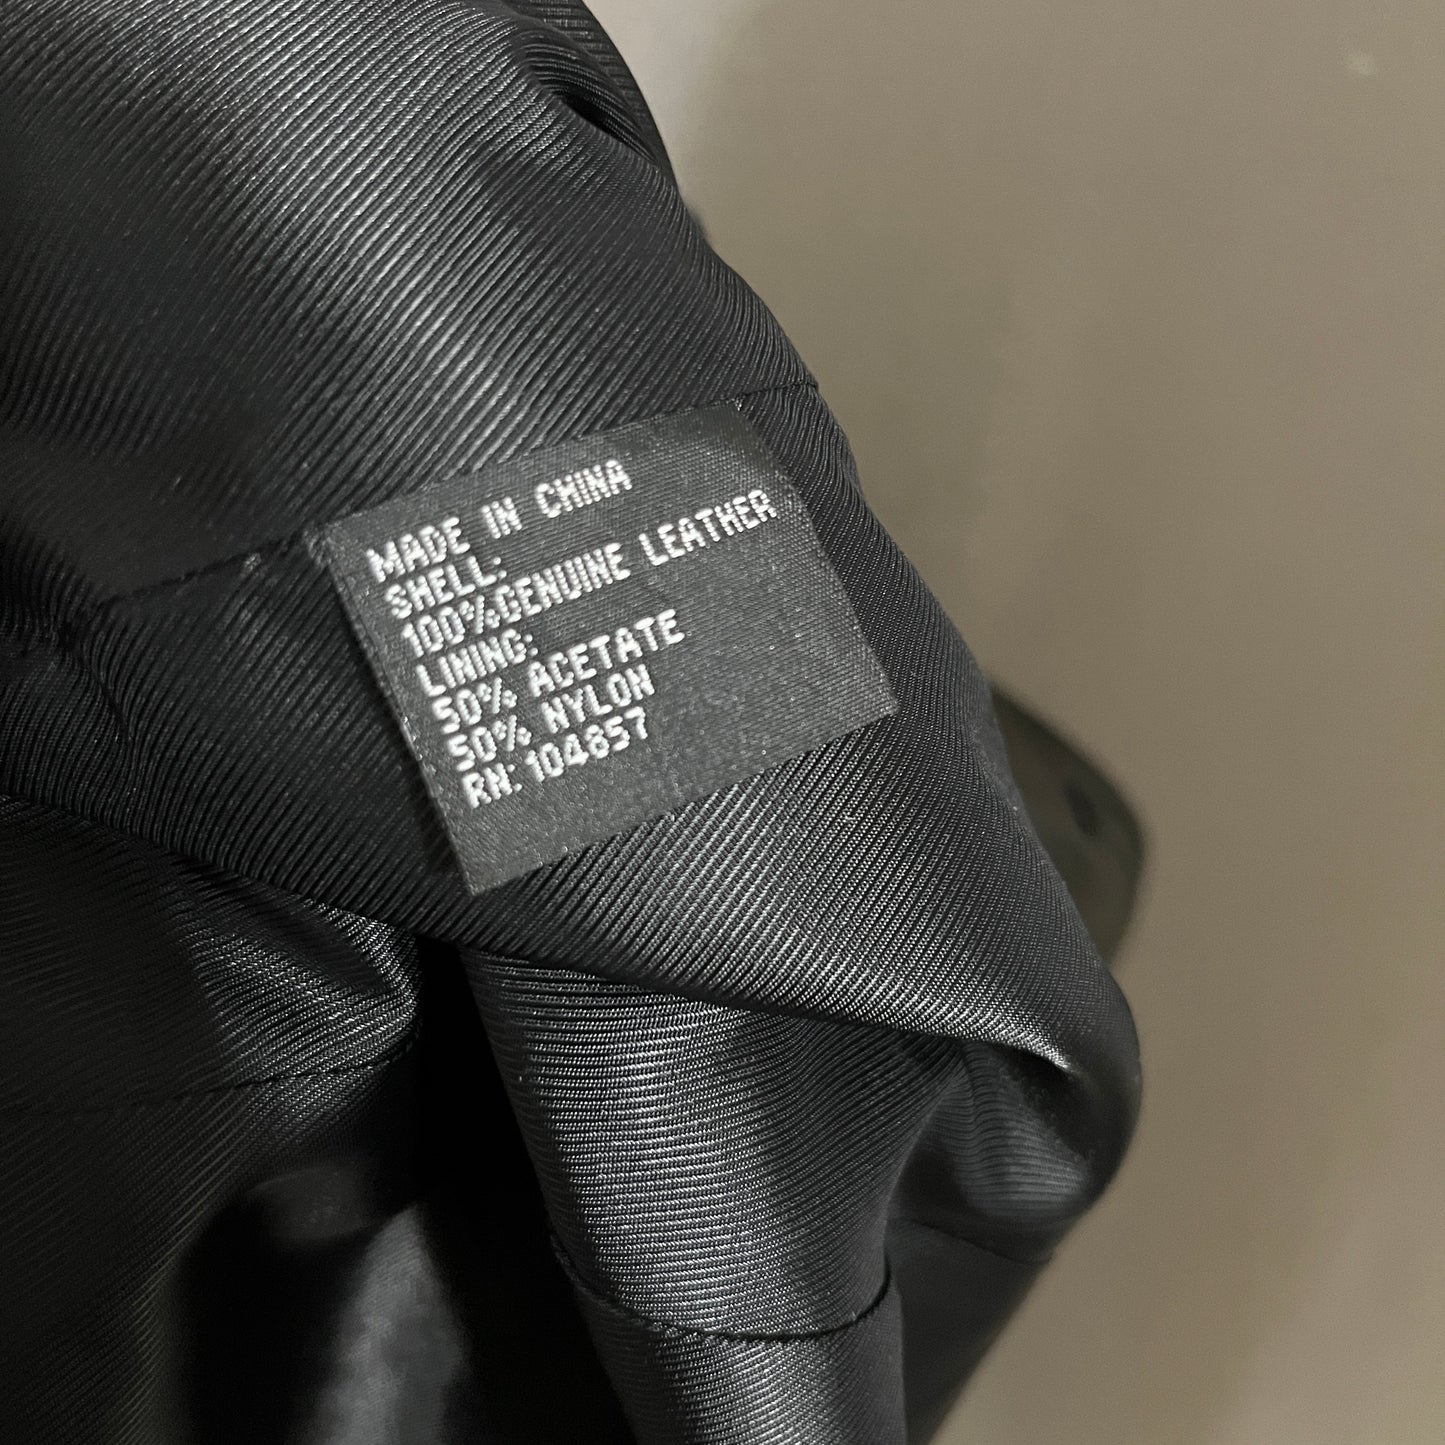 MADE IN CHINA
SHELL:
100%GENUINE LEATHER
LINING:
50% ACETATE
50% NYLON
RN: 104857